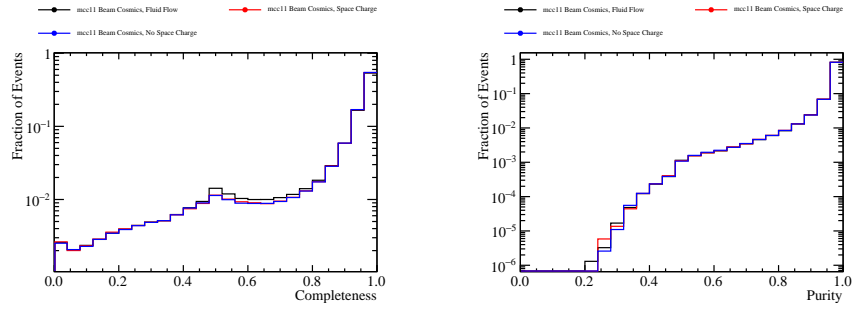 mcc11 Beam Cosmics, Fluid Flow
mcc11 Beam Cosmics, Space Charge
mcc11 Beam Cosmics, No Space Charge
Fraction of Events
1
10⁻¹
10⁻²
0.0 0.2 0.4 0.6 0.8 1.0
Completeness
mcc11 Beam Cosmics, Fluid Flow
mcc11 Beam Cosmics, Space Charge
mcc11 Beam Cosmics, No Space Charge
Fraction of Events
1
10⁻¹
10⁻²
10⁻³
10⁻⁴
10⁻⁵
10⁻⁶
0.0 0.2 0.4 0.6 0.8 1.0
Purity